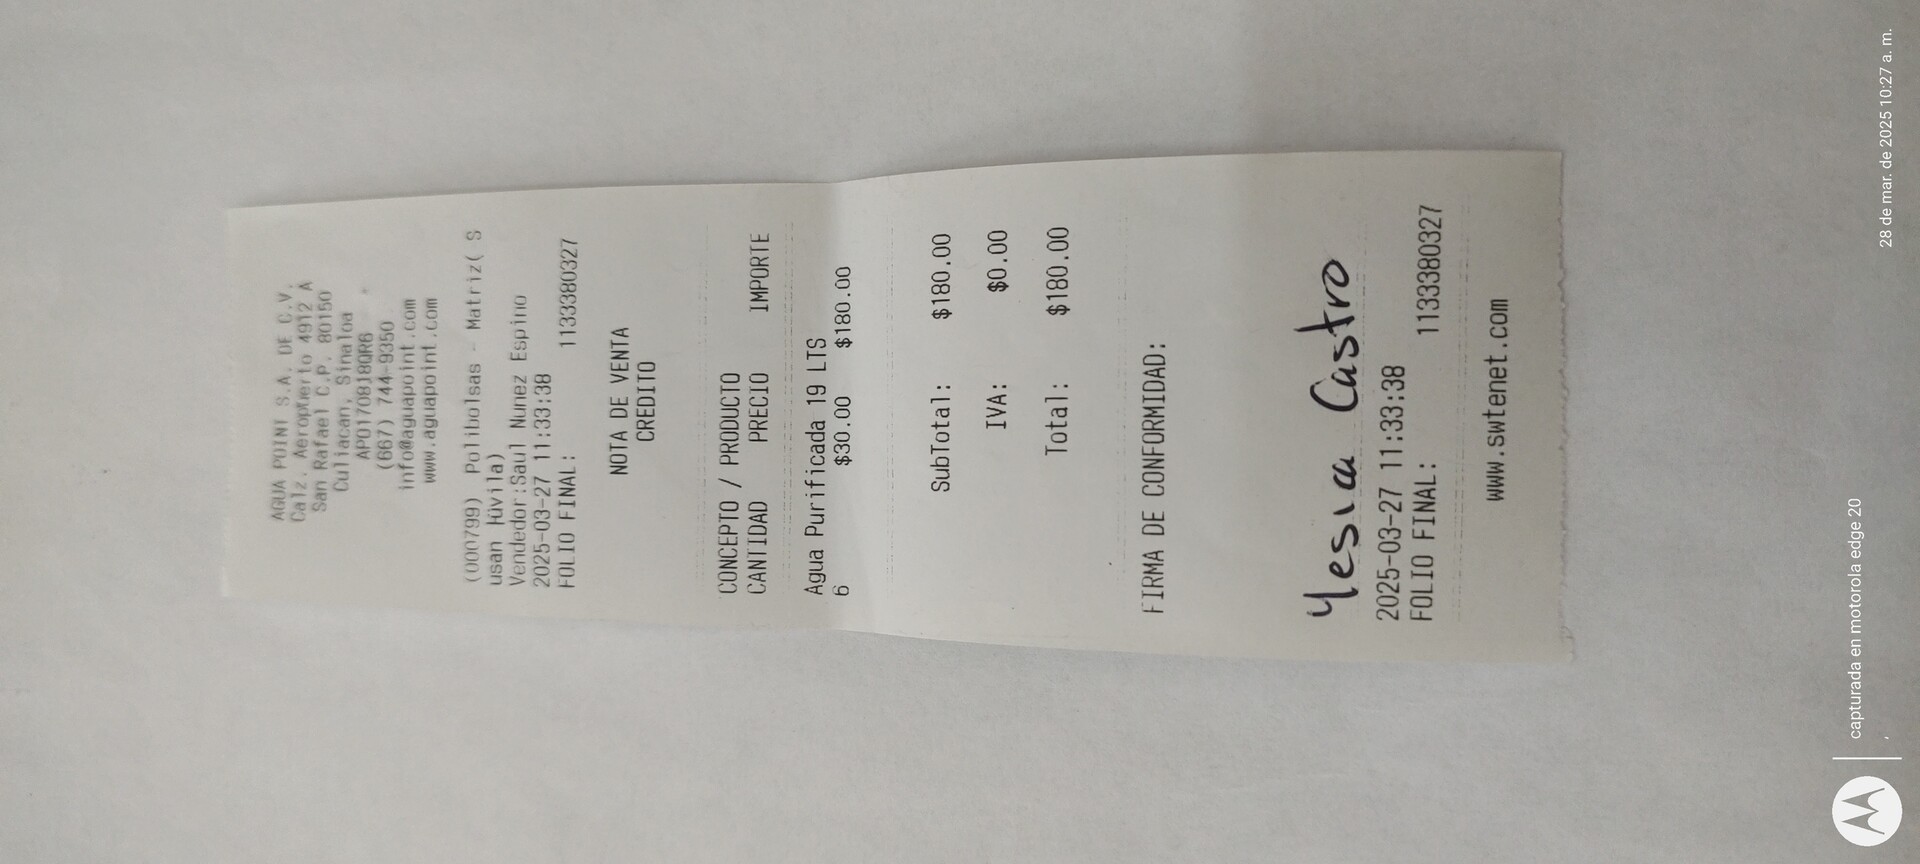 AGUA POINT S.A. DE C.V.
Calz. Aeropuerto 4912 A
San Rafael C.P. 80150
Culiacan, Sinaloa
APO170818QR6
(667) 744-9350
info@aguapoint.com
www.aguapoint.com
(000799) Polibolsas - Matriz( S
usan
Vendedor:Saul Nunez Espino
2025-03-27 11:33:38
FOLIO FINAL: 1133380327
NOTA DE VENTA
CREDITO
CONCEPTO / PRODUCTO
CANTIDAD PRECIO IMPORTE
Agua Purificada 19 LTS
6 $30.00 $180.00
SubTotal: $180.00
IVA: $0.00
Total: $180.00
FIRMA DE CONFORMIDAD:
Yesia Castro
2025-03-27 11:33:38
FOLIO FINAL: 1133380327
www.swtenet.com
capturada en motorola edge 20
28 de mar. de 2025 10:27 a. m.